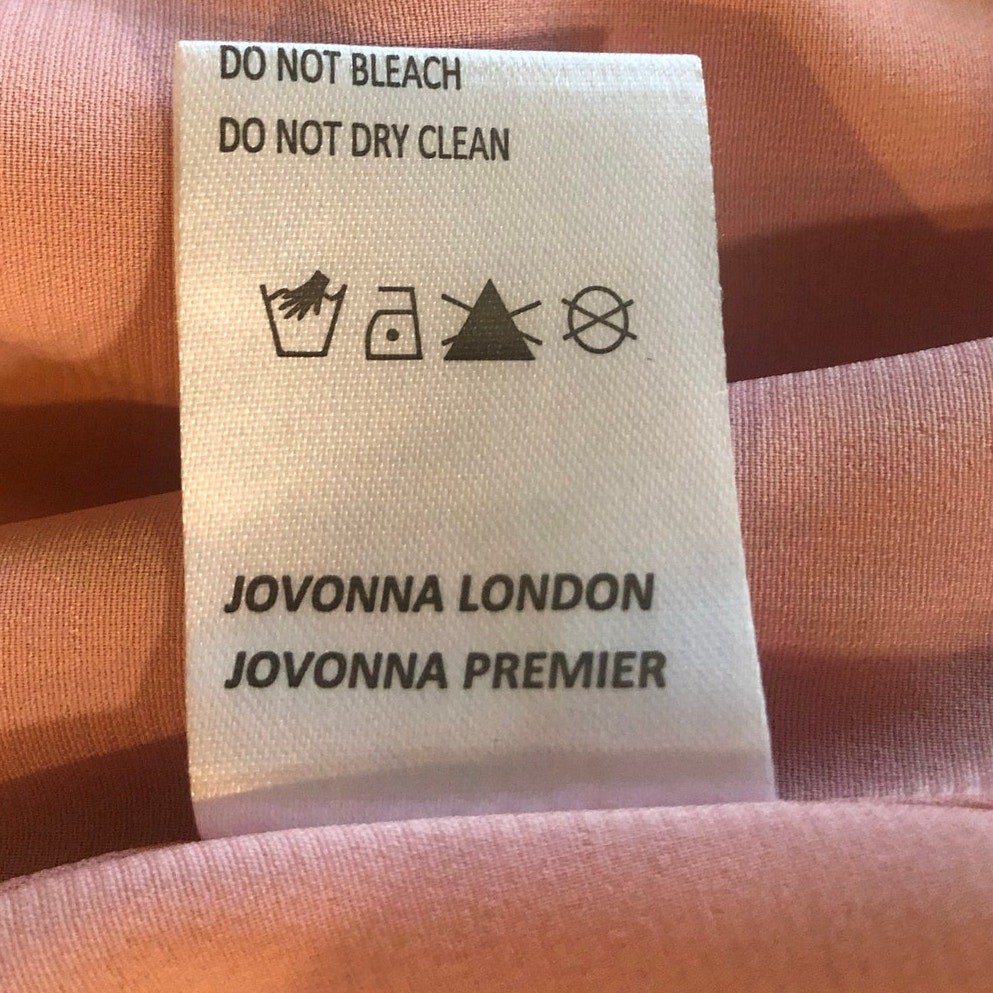 DO NOT BLEACH
DO NOT DRY CLEAN
JOVONNA LONDON
JOVONNA PREMIER